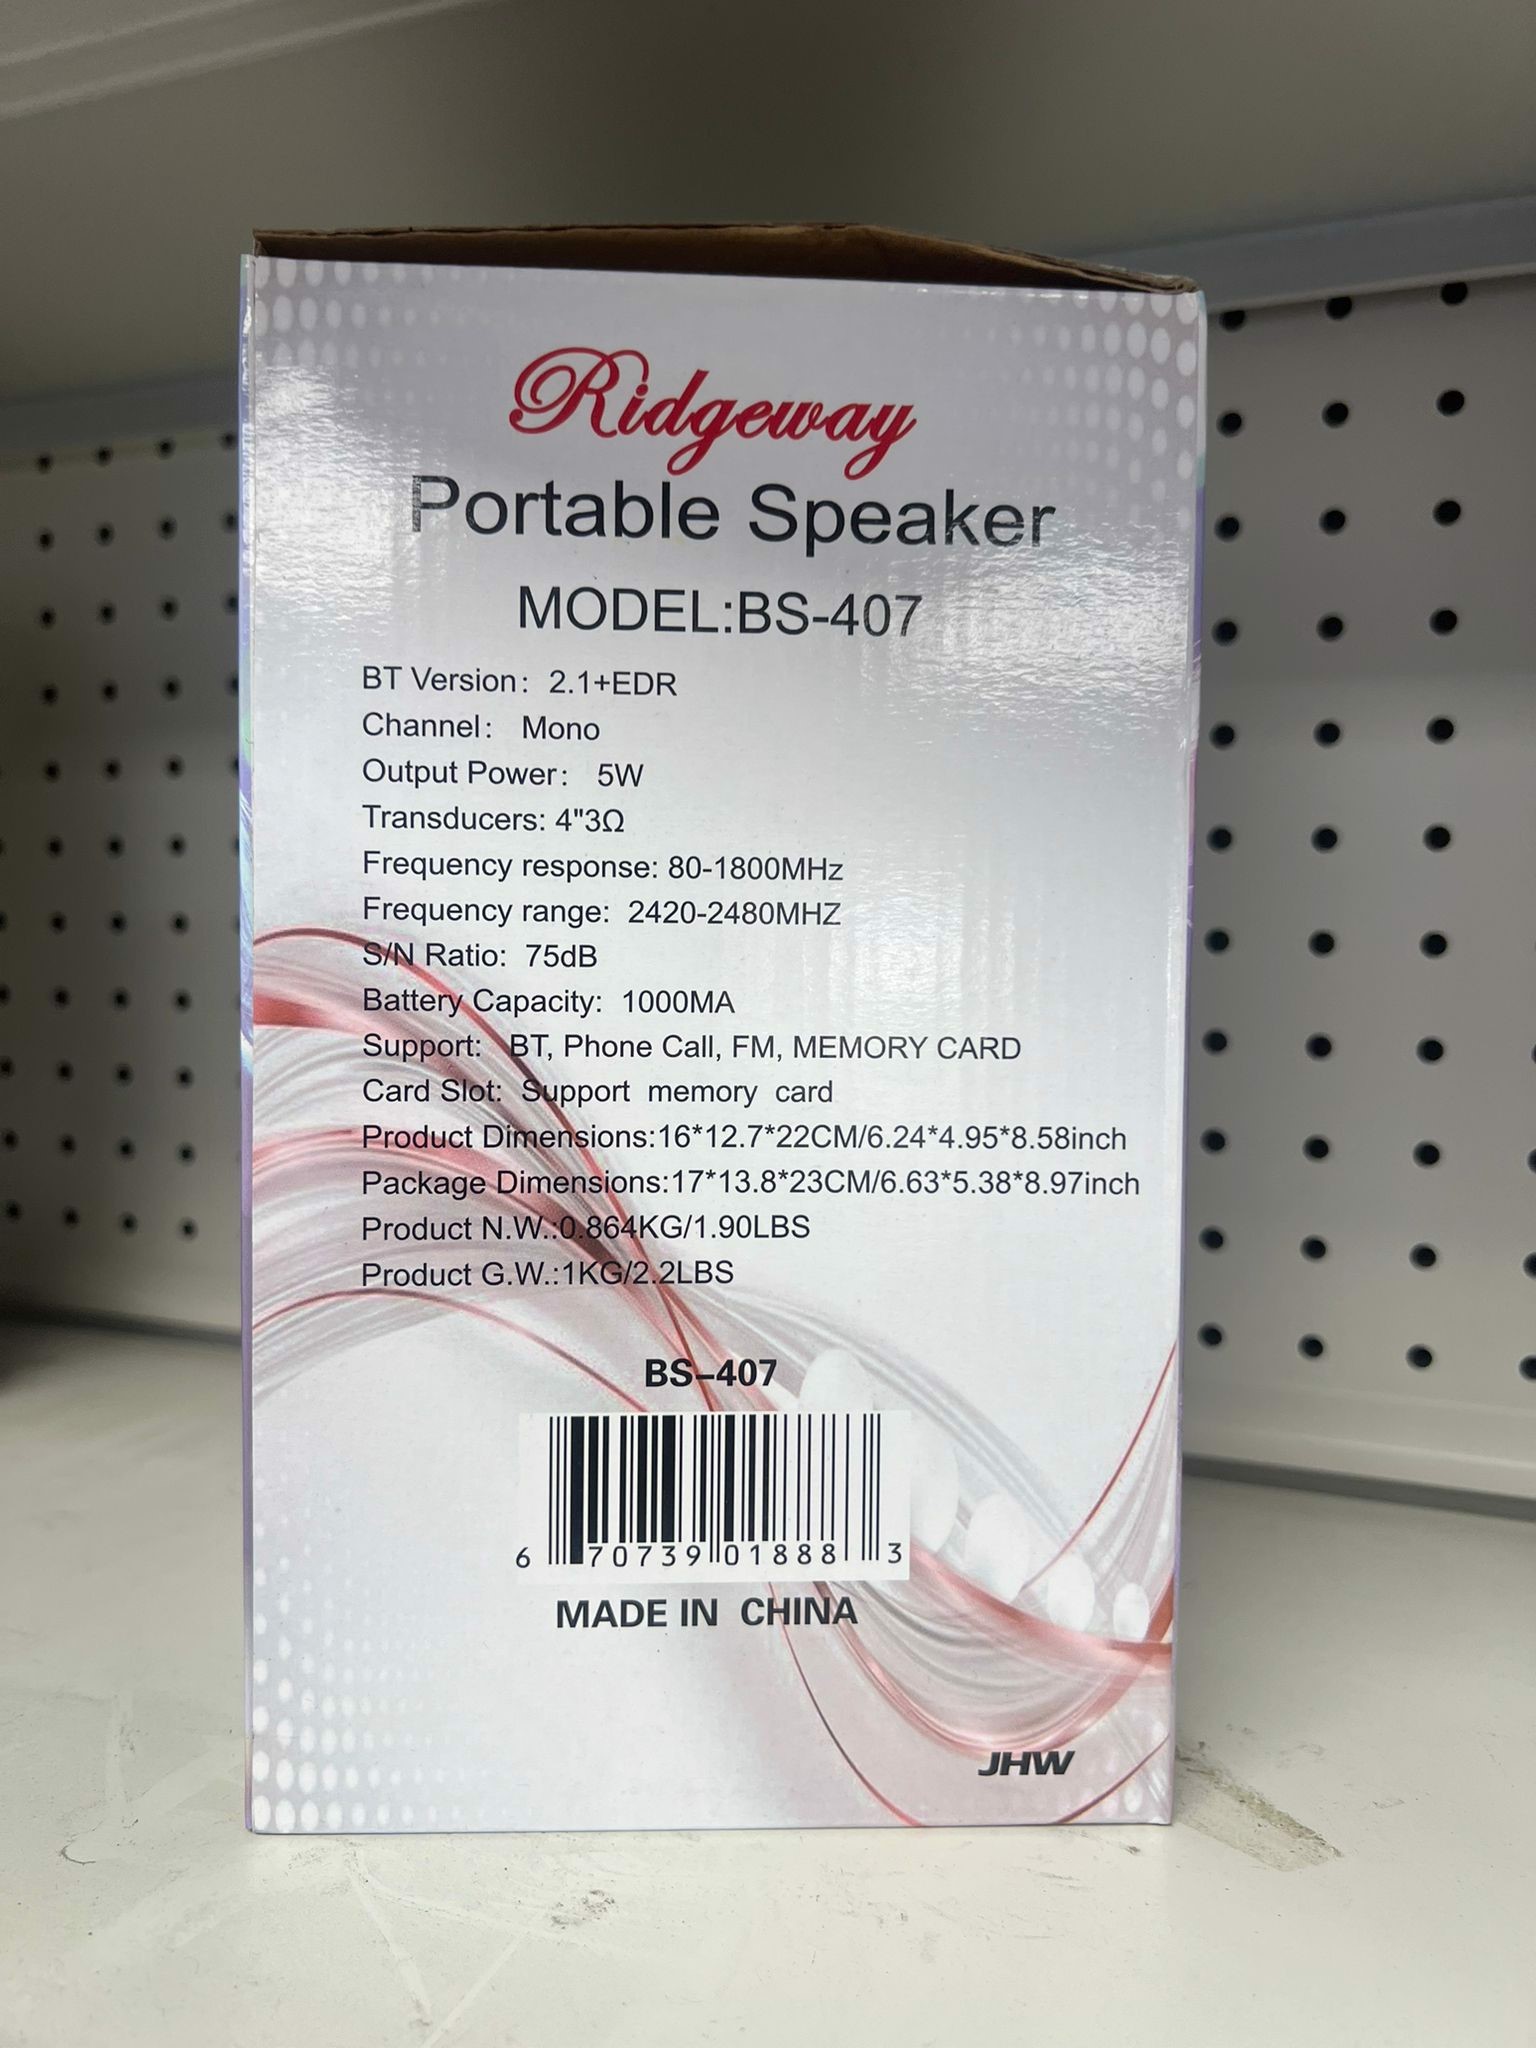 Ridgeway
Portable Speaker
MODEL:BS-407
BT Version: 2.1+EDR
Channel: Mono
Output Power: 5W
Transducers: 4"3Ω
Frequency response: 80-1800MHz
Frequency range: 2420-2480MHZ
S/N Ratio: 75dB
Battery Capacity: 1000MA
Support: BT, Phone Call, FM, MEMORY CARD
Card Slot: Support memory card
Product Dimensions:16*12.7*22CM/6.24*4.95*8.58inch
Package Dimensions:17*13.8*23CM/6.63*5.38*8.97inch
Product N.W.:0.864KG/1.90LBS
Product G.W.:1KG/2.2LBS
BS-407
6 70739 01888 3
MADE IN CHINA
JHW